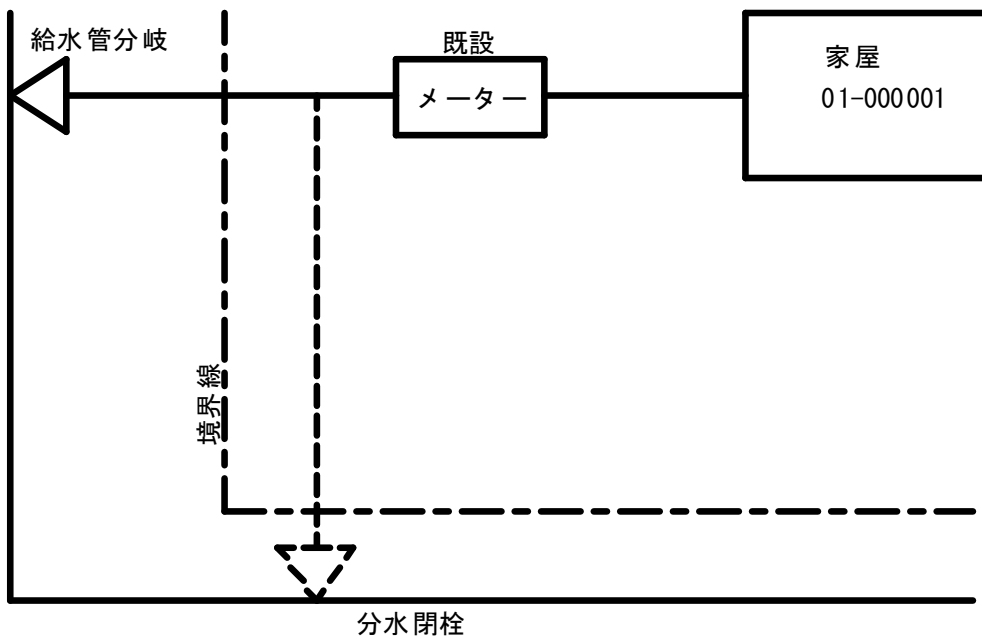 給水管分岐
既設
メーター
家屋
01-000001
境界線
分水閉栓